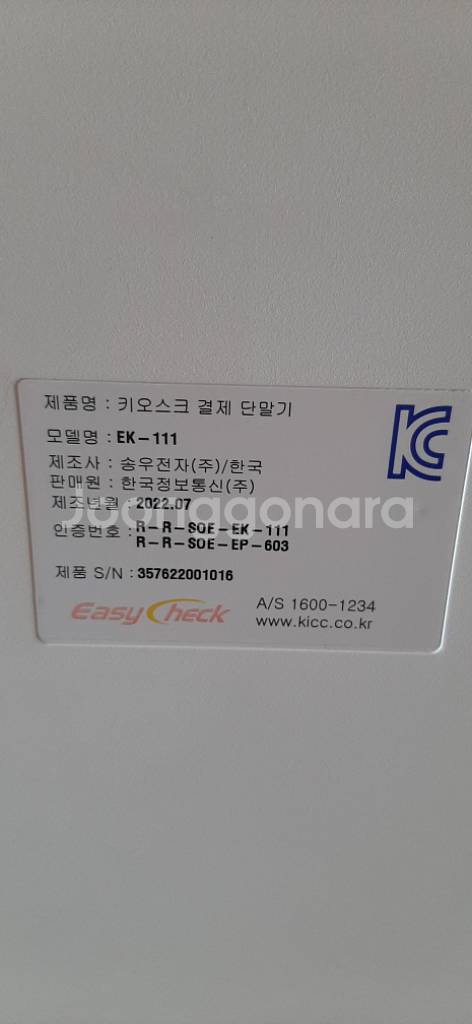 제품명 : 키오스크 결제 단말기
모델명 : EK-111
제조사 : 송우전자(주)/한국
판매원 : 한국정보통신(주)
제조년월 : 2022.07
인증번호 : R-R-SOE-EK-111
R-R-SOE-EP-603
제품 S/N : 357622001016
EasyCheck
A/S 1600-1234
www.kicc.co.kr
KC
Joonggonara